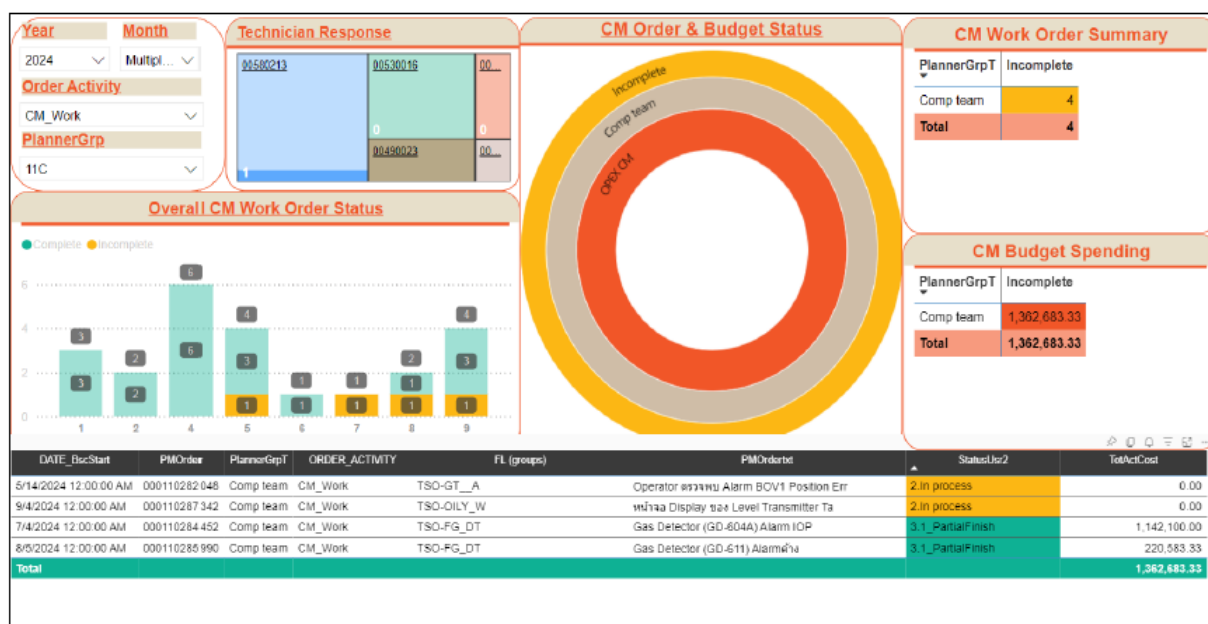 Year Month
2024 Multipl...
Order Activity
CM_Work
PlannerGrp
11C
Technician Response
00580213 00530016 00...
0 0
00490023 00...
1
CM Order & Budget Status
Incomplete
Comp team
OPEX CM
CM Work Order Summary
PlannerGrpT Incomplete
Comp team 4
Total 4
Overall CM Work Order Status
Complete Incomplete
6
4
2
0
3 2 6 4 1 1 2 4
3 2 6 3 1 1 3
1 1 1 1
1 2 4 5 6 7 8 9
CM Budget Spending
PlannerGrpT Incomplete
Comp team 1,362,683.33
Total 1,362,683.33
DATE_BscStart PMOrder PlannerGrpT ORDER_ACTIVITY FL (groups) PMOrdertxt StatusUsr2 TotActCost
5/14/2024 12:00:00 AM 000110282048 Comp team CM_Work TSO-GT__A Operator ตรวจพบ Alarm BOV1 Position Err 2.In process 0.00
9/4/2024 12:00:00 AM 000110287342 Comp team CM_Work TSO-OILY_W หน้าจอ Display ของ Level Transmitter Ta 2.In process 0.00
7/4/2024 12:00:00 AM 000110284452 Comp team CM_Work TSO-FG_DT Gas Detector (GD-604A) Alarm IOP 3.1_PartialFinish 1,142,100.00
8/5/2024 12:00:00 AM 000110285990 Comp team CM_Work TSO-FG_DT Gas Detector (GD-611) Alarmค้าง 3.1_PartialFinish 220,583.33
Total 1,362,683.33